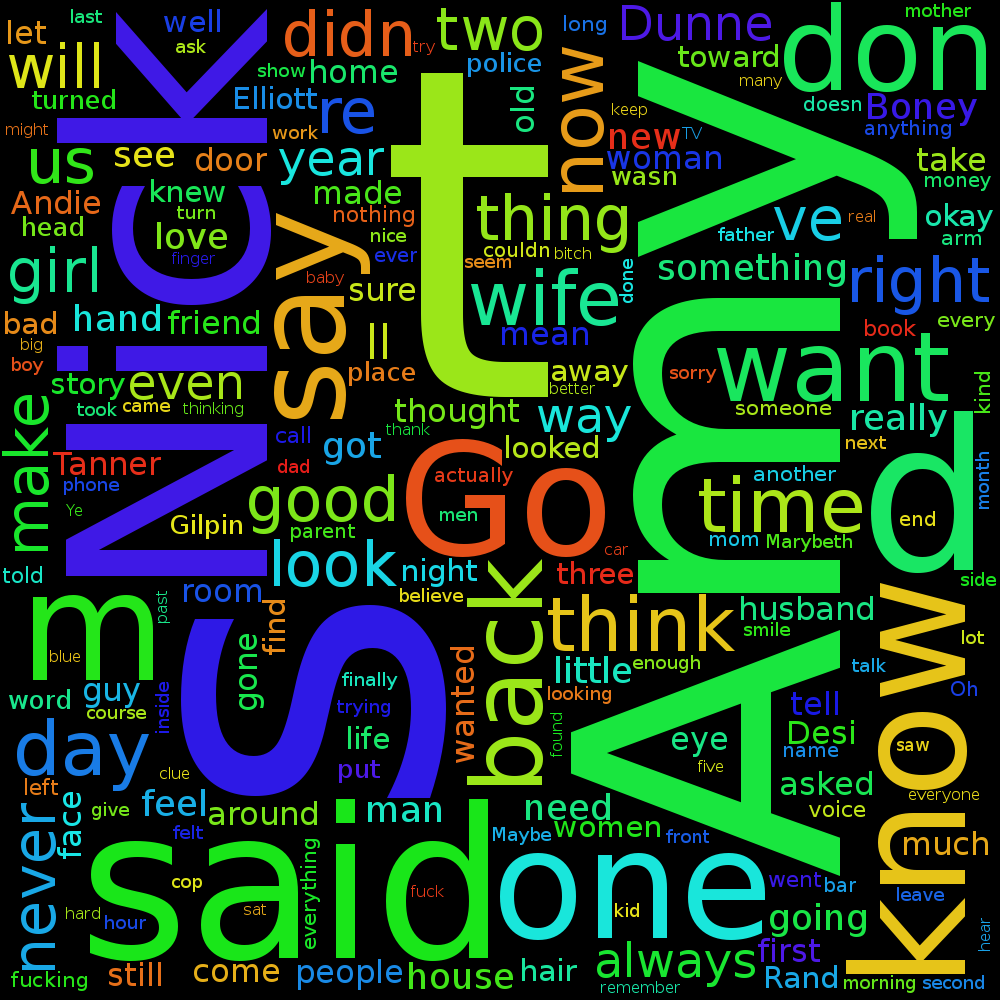 last
well
let
ask
will
turned
Nick
didn
try
two
long
Dunne
don
mother
show
home
police
toward
many
Elliott
re
old
now
keep
doesn
Boney
anything
might
us
see
door
work
year
t
new
TV
woman
wasn
take
money
Amy
Andie
head
knew
turn
love
finger
made
nothing
nice
ever
say
thing
couldn
bitch
seem
father
ve
real
okay
arm
girl
baby
sure
wife
done
something
right
bad
hand
friend
big
boy
ll
mean
book
every
story
even
place
away
better
sorry
want
kind
took
came
thinking
thought
way
someone
really
make
call
got
thank
looked
next
Tanner
phone
dad
Go
actually
another
month
Ye
Gilpin
good
parent
men
time
d
end
mom
Marybeth
told
look
night
car
three
side
m
past
room
find
believe
back
think
husband
know
smile
lot
blue
s
gone
finally
wanted
little
enough
looking
talk
Oh
word
guy
course
inside
trying
tell
day
life
found
eye
Desi
name
saw
clue
put
five
left
asked
everyone
never
face
give
feel
around
man
need
voice
felt
said
Maybe
women
front
much
everything
one
cop
fuck
went
bar
leave
hard
hour
sat
kid
going
hear
fucking
still
come
people
house
hair
always
first
remember
Rand
morning
second